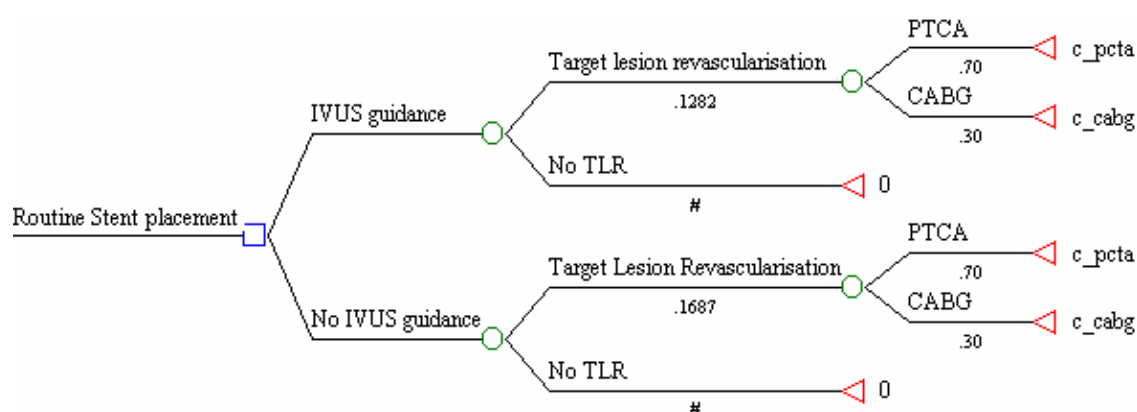 PTCA
c_pcta
.70
Target lesion revascularisation
.1282
CABG
c_cabg
.30
IVUS guidance
No TLR
0
#
Routine Stent placement
PTCA
c_pcta
.70
Target Lesion Revascularisation
.1687
CABG
c_cabg
.30
No IVUS guidance
No TLR
0
#